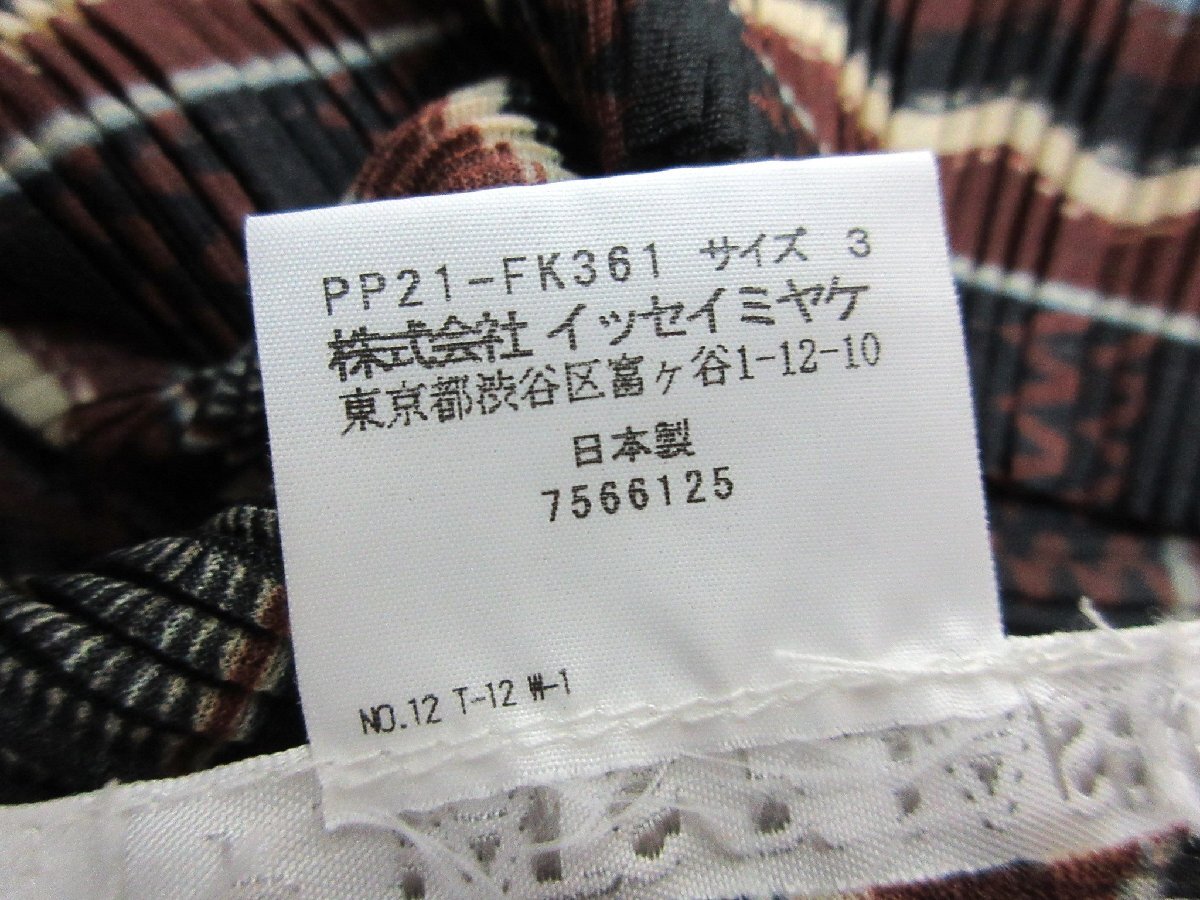 PP21-FK361 サイズ 3
株式会社 イッセイミヤケ
東京都渋谷区富ヶ谷1-12-10
日本製
7566125
NO.12 T-12 W-1